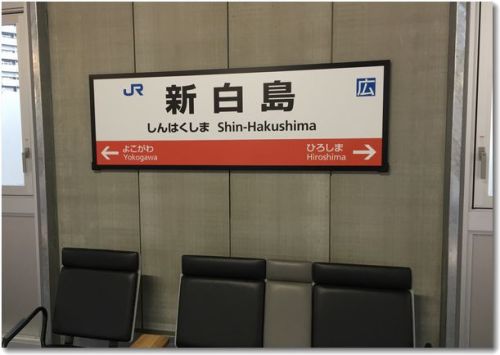 JR
広
新白島
しんはくしま Shin-Hakushima
← よこがわ
Yokogawa
ひろしま →
Hiroshima